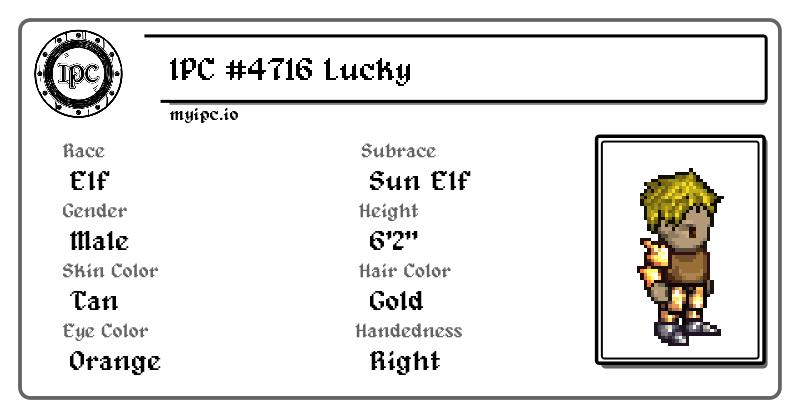 IPC
IPC #4716 Lucky
myipc.io
Race
Elf
Subrace
Sun Elf
Gender
Male
Height
6'2"
Skin Color
Tan
Hair Color
Gold
Eye Color
Orange
Handedness
Right